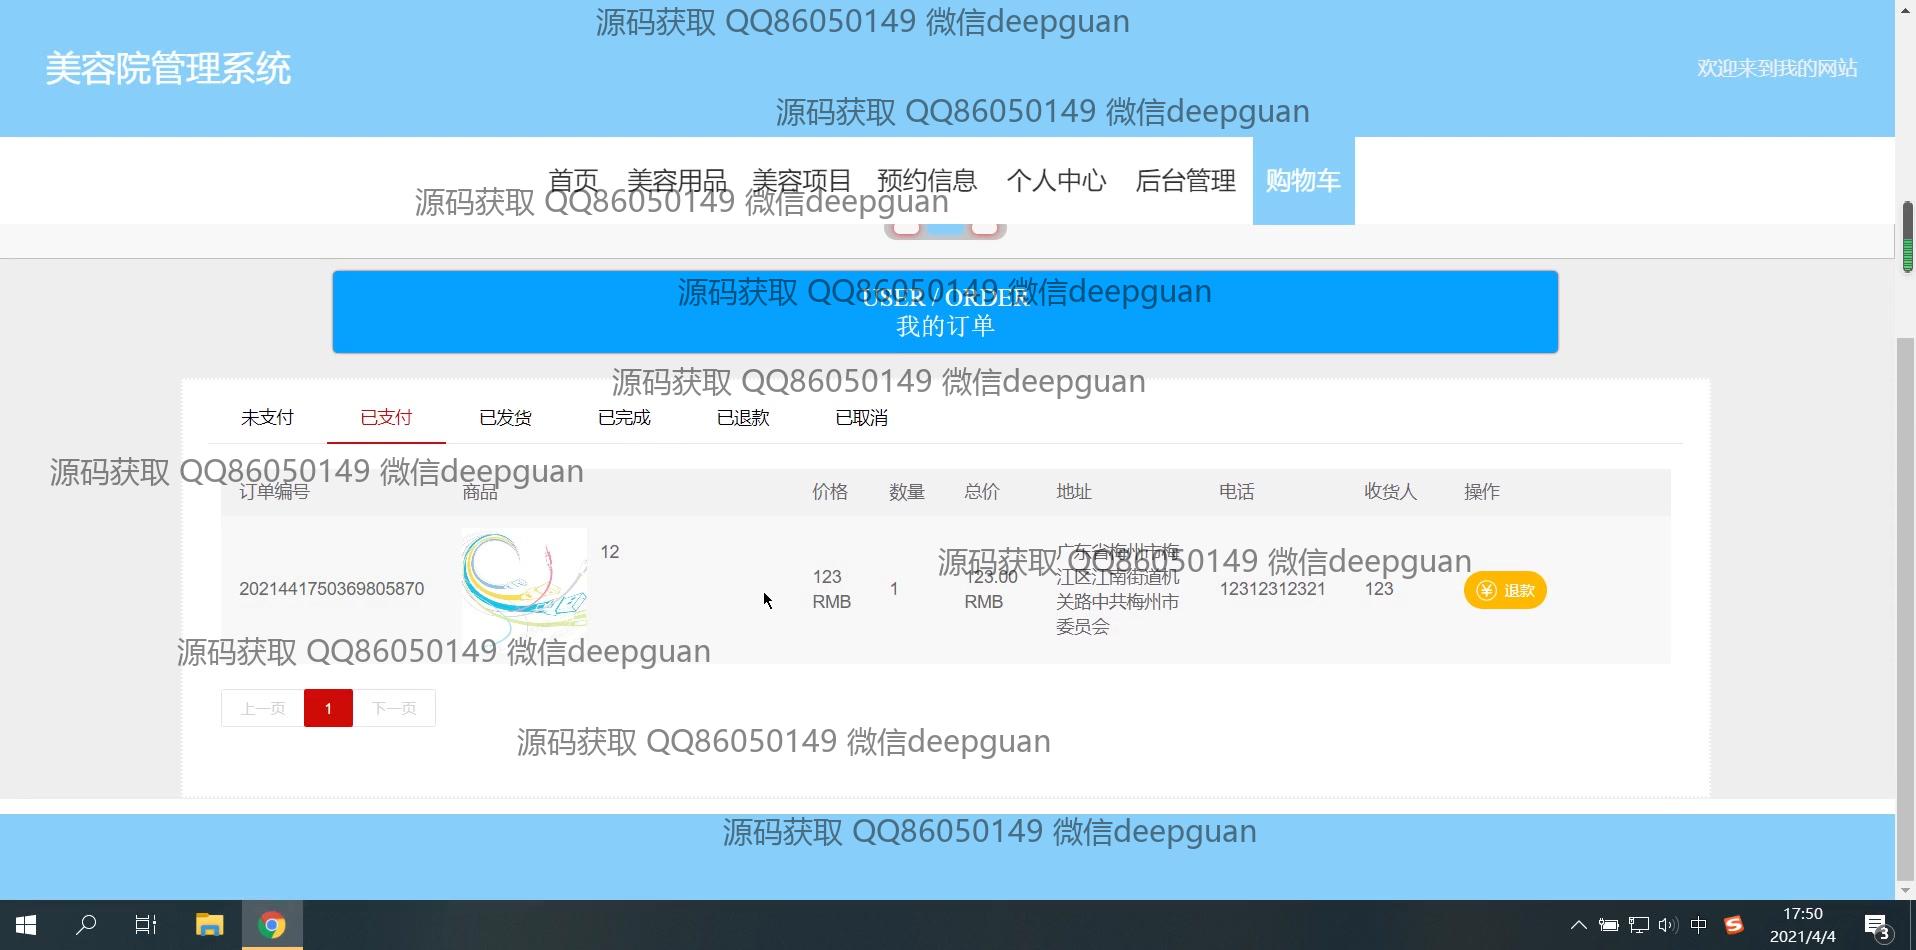 源码获取 QQ86050149 微信deepguan
美容院管理系统
欢迎来到我的网站
源码获取 QQ86050149 微信deepguan
首页 美容用品 美容项目 预约信息 个人中心 后台管理 购物车
源码获取 QQ86050149 微信deepguan
源码获取 QQ86050149 微信deepguan
USER / ORDER
我的订单
源码获取 QQ86050149 微信deepguan
未支付 已支付 已发货 已完成 已退款 已取消
源码获取 QQ86050149 微信deepguan
订单编号 商品 价格 数量 总价 地址 电话 收货人 操作
12
源码获取 QQ86050149 微信deepguan
2021441750369805870
123
RMB
1
123.00
RMB
广东省梅州市梅
江区江南街道机
关路中共梅州市
委员会
12312312321
123
退款
源码获取 QQ86050149 微信deepguan
上一页 1 下一页
源码获取 QQ86050149 微信deepguan
源码获取 QQ86050149 微信deepguan
中
17:50
2021/4/4
3